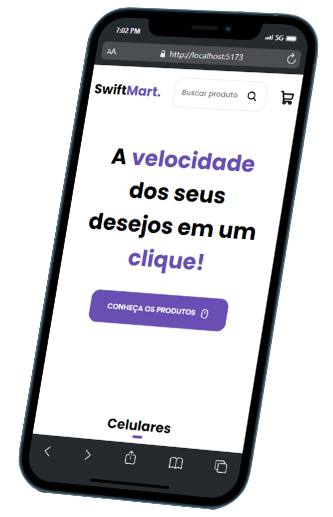 7:02 PM
5G
AA
http://localhost:5173
SwiftMart.
Buscar produto
A velocidade
dos seus
desejos em um
clique!
CONHEÇA OS PRODUTOS
Celulares